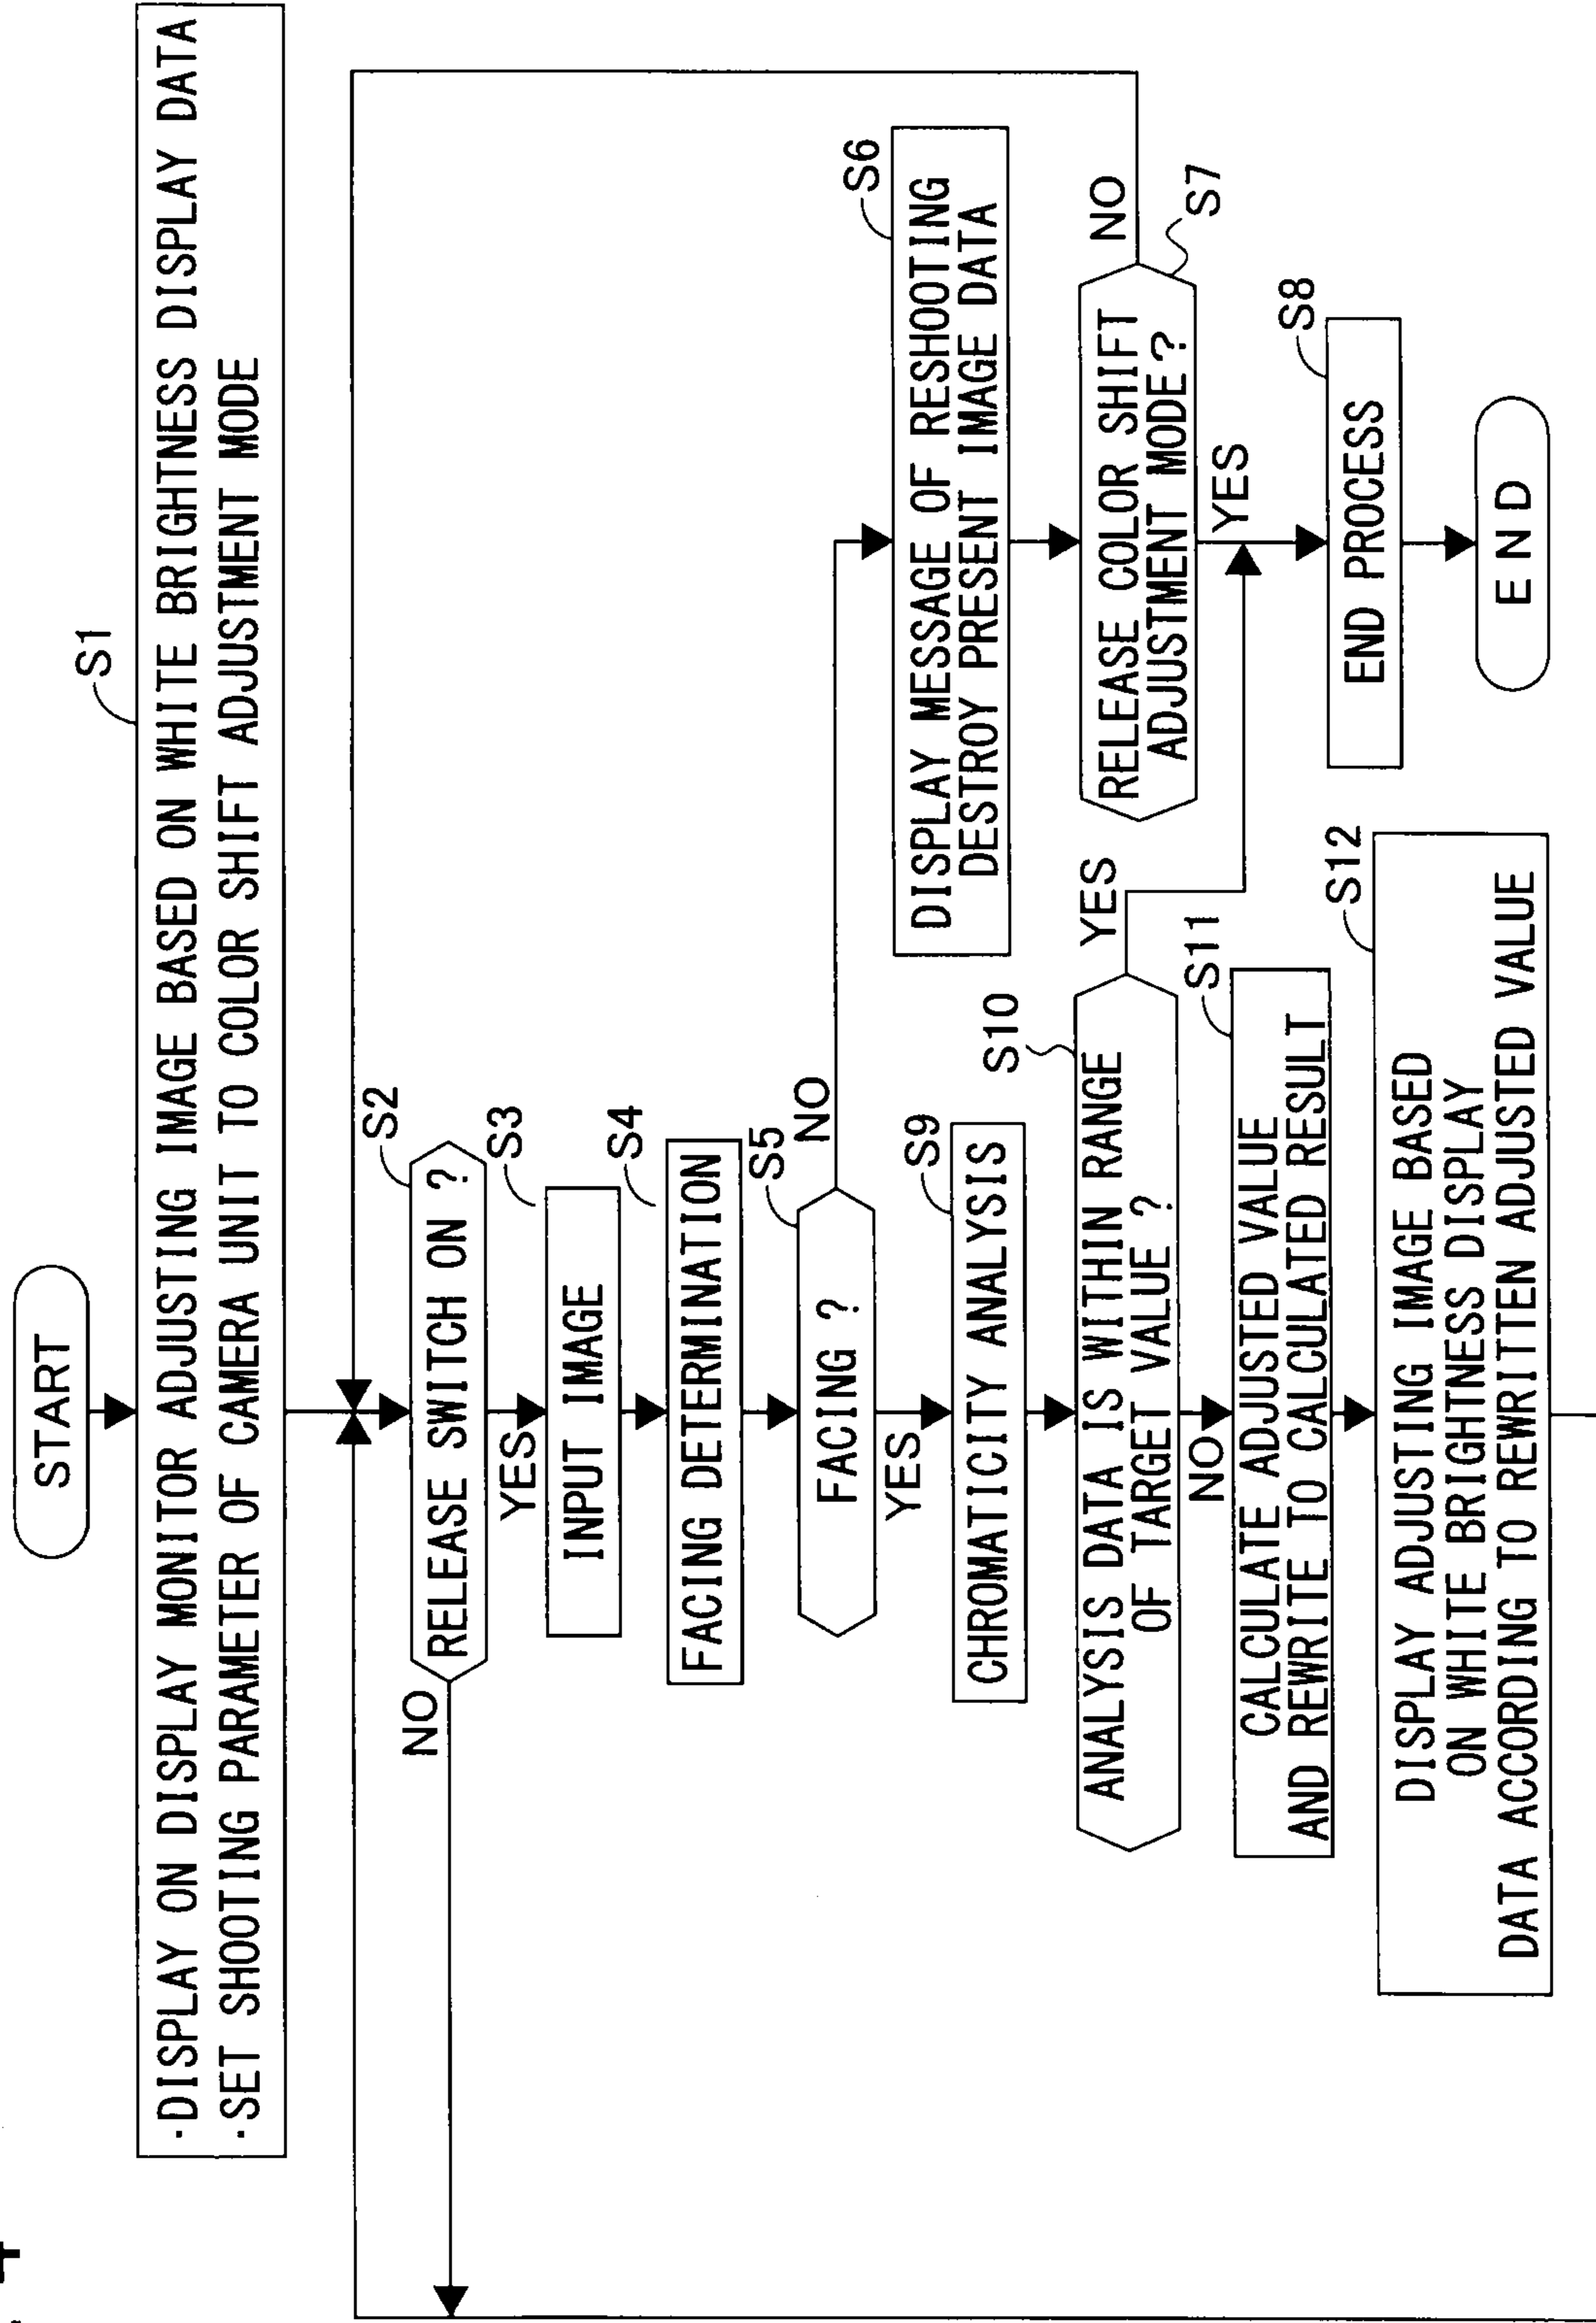 START
S1
·DISPLAY ON DISPLAY MONITOR ADJUSTING IMAGE BASED ON WHITE BRIGHTNESS DISPLAY DATA
·SET SHOOTING PARAMETER OF CAMERA UNIT TO COLOR SHIFT ADJUSTMENT MODE
S2
RELEASE SWITCH ON ?
NO
YES
S3
INPUT IMAGE
S4
FACING DETERMINATION
S5
FACING ?
NO
YES
S6
DISPLAY MESSAGE OF RESHOOTING
DESTROY PRESENT IMAGE DATA
S7
RELEASE COLOR SHIFT
ADJUSTMENT MODE ?
NO
YES
S8
END PROCESS
END
S9
CHROMATICITY ANALYSIS
S10
ANALYSIS DATA IS WITHIN RANGE
OF TARGET VALUE ?
YES
NO
S11
CALCULATE ADJUSTED VALUE
AND REWRITE TO CALCULATED RESULT
S12
DISPLAY ADJUSTING IMAGE BASED
ON WHITE BRIGHTNESS DISPLAY
DATA ACCORDING TO REWRITTEN ADJUSTED VALUE